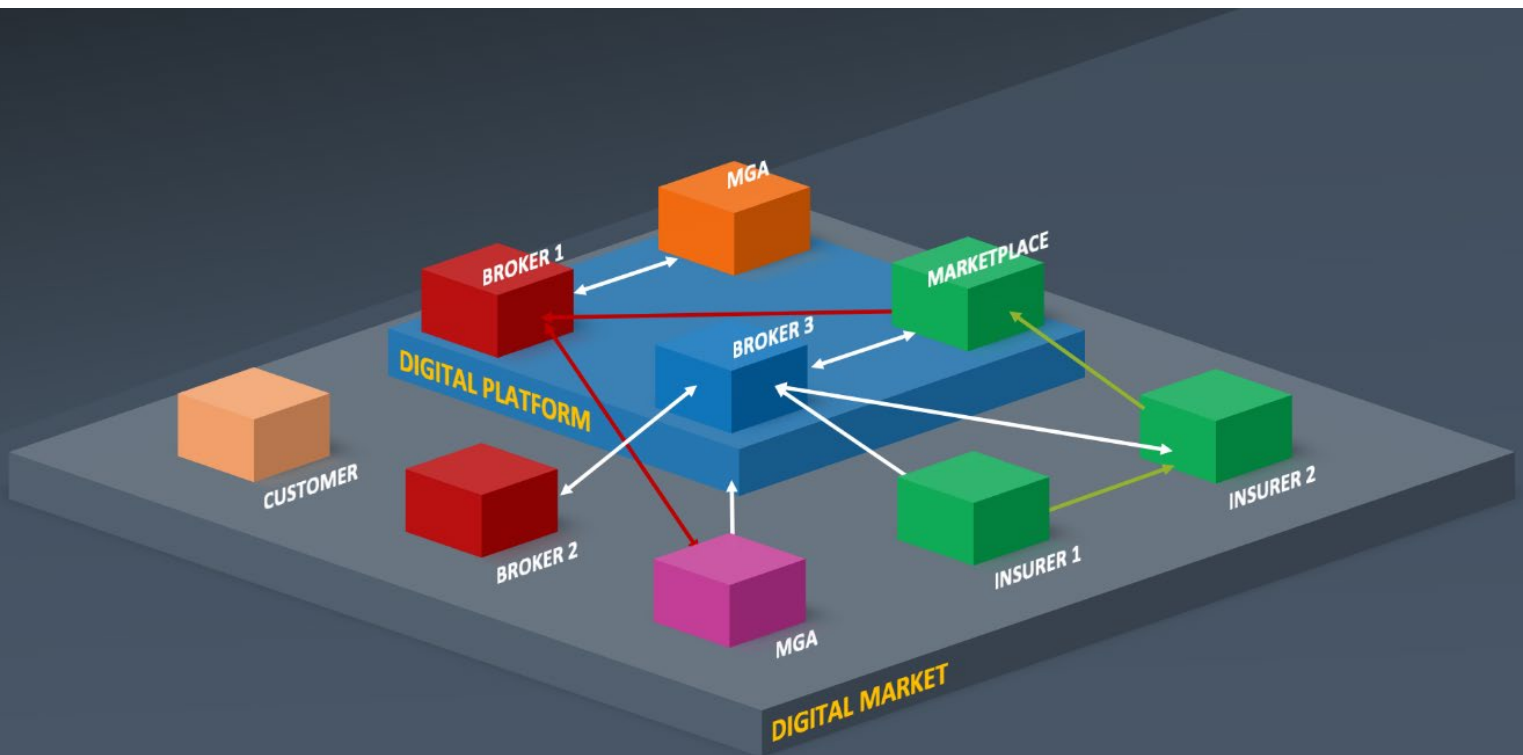 MGA
BROKER 1
MARKETPLACE
BROKER 3
DIGITAL PLATFORM
CUSTOMER
BROKER 2
INSURER 2
INSURER 1
MGA
DIGITAL MARKET